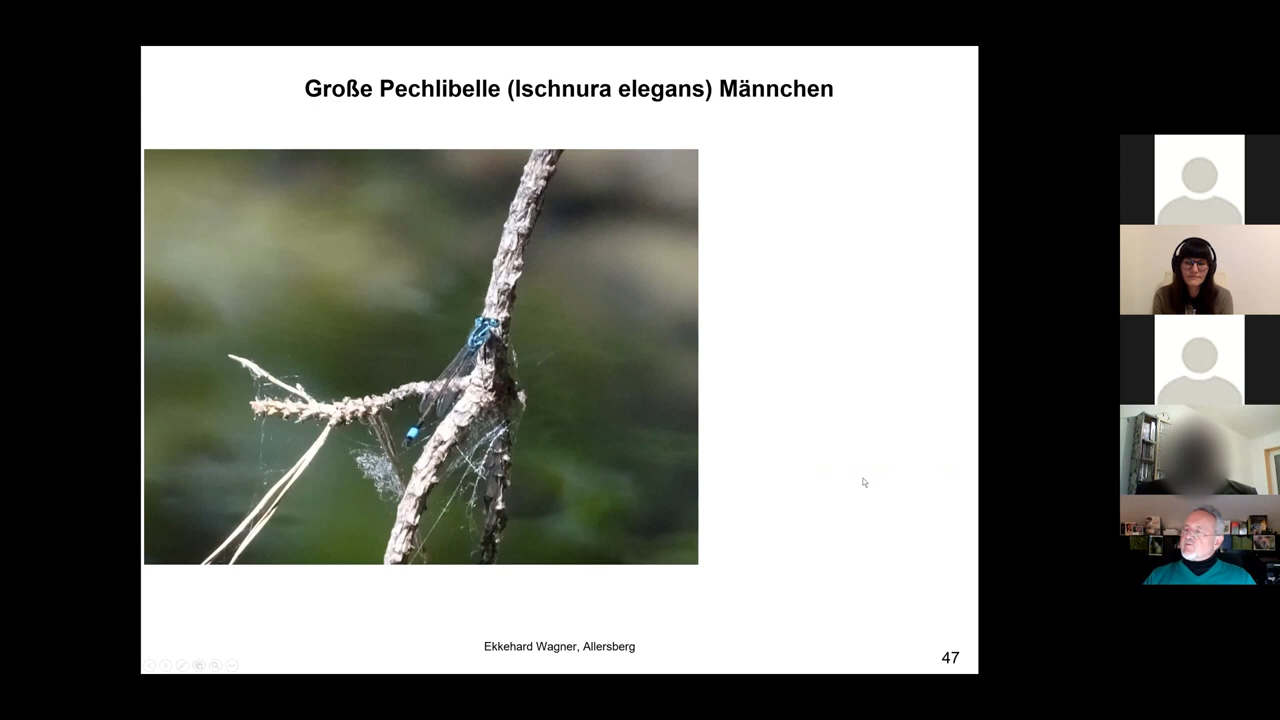 Große Pechlibelle (Ischnura elegans) Männchen
Ekkehard Wagner, Allersberg
47